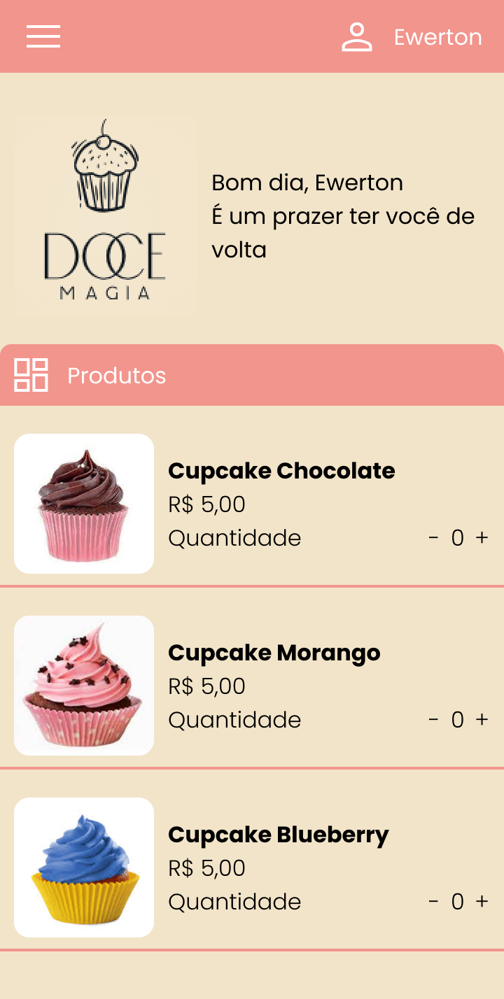 Ewerton
DOCE
MAGIA
Bom dia, Ewerton
É um prazer ter você de
volta
Produtos
Cupcake Chocolate
R$ 5,00
Quantidade - 0 +
Cupcake Morango
R$ 5,00
Quantidade - 0 +
Cupcake Blueberry
R$ 5,00
Quantidade - 0 +